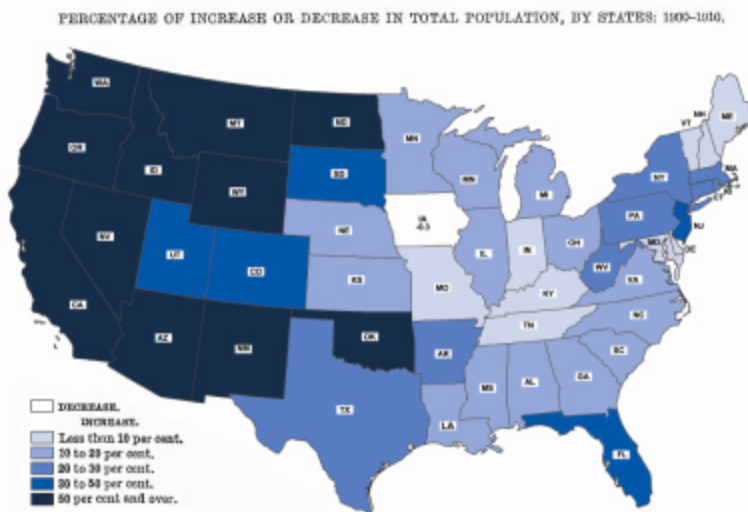 PERCENTAGE OF INCREASE OR DECREASE IN TOTAL POPULATION, BY STATES: 1900-1910.
WA
MT
ND
MN
VT
NH
ME
OR
ID
WY
SD
MI
NY
MA
CT
NV
UT
CO
NE
IA
-0.3
IL
IN
OH
PA
NJ
MD
DE
WV
VA
CA
KS
MO
KY
NC
TN
AZ
NM
OK
AR
SC
MS
AL
GA
TX
LA
FL
DECREASE.
INCREASE.
Less than 10 per cent.
10 to 20 per cent.
20 to 30 per cent.
30 to 50 per cent.
50 per cent and over.